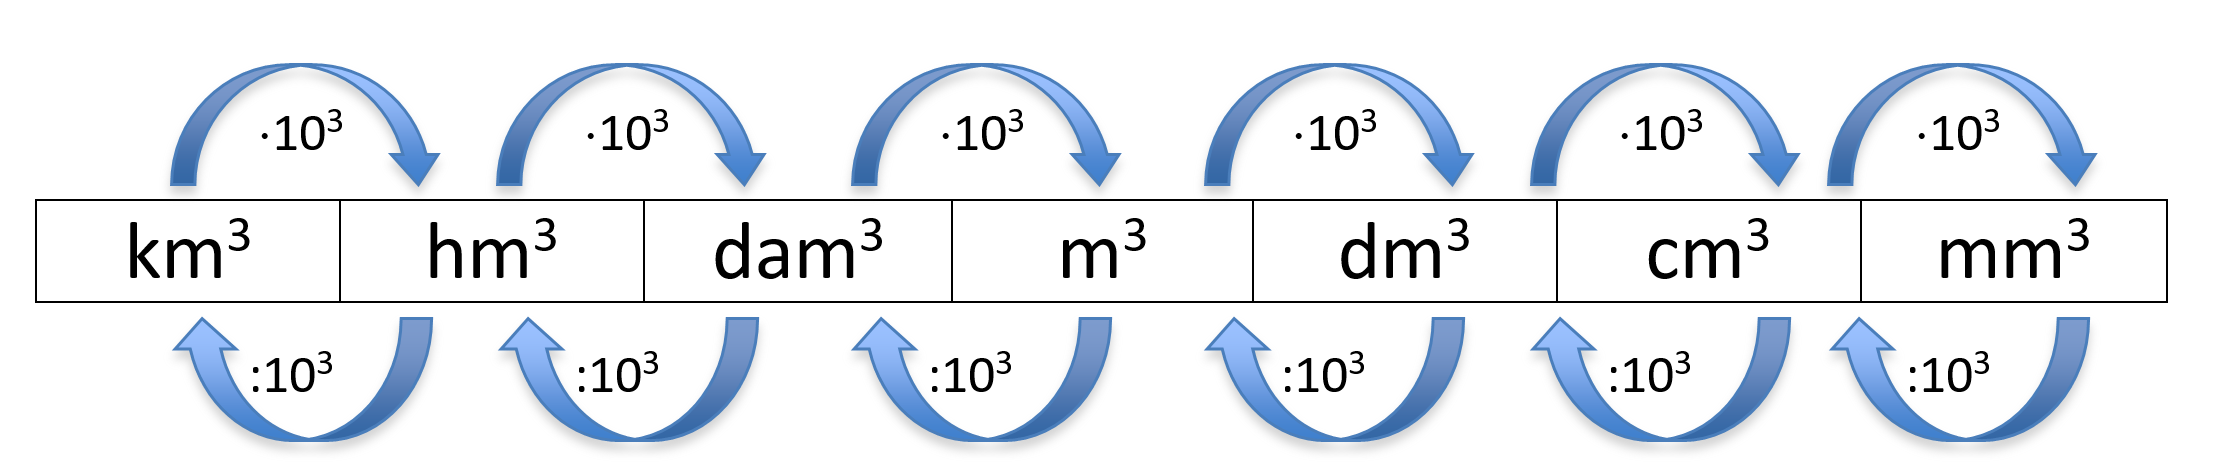 ·10³ ·10³ ·10³ ·10³ ·10³ ·10³
km³ hm³ dam³ m³ dm³ cm³ mm³
:10³ :10³ :10³ :10³ :10³ :10³